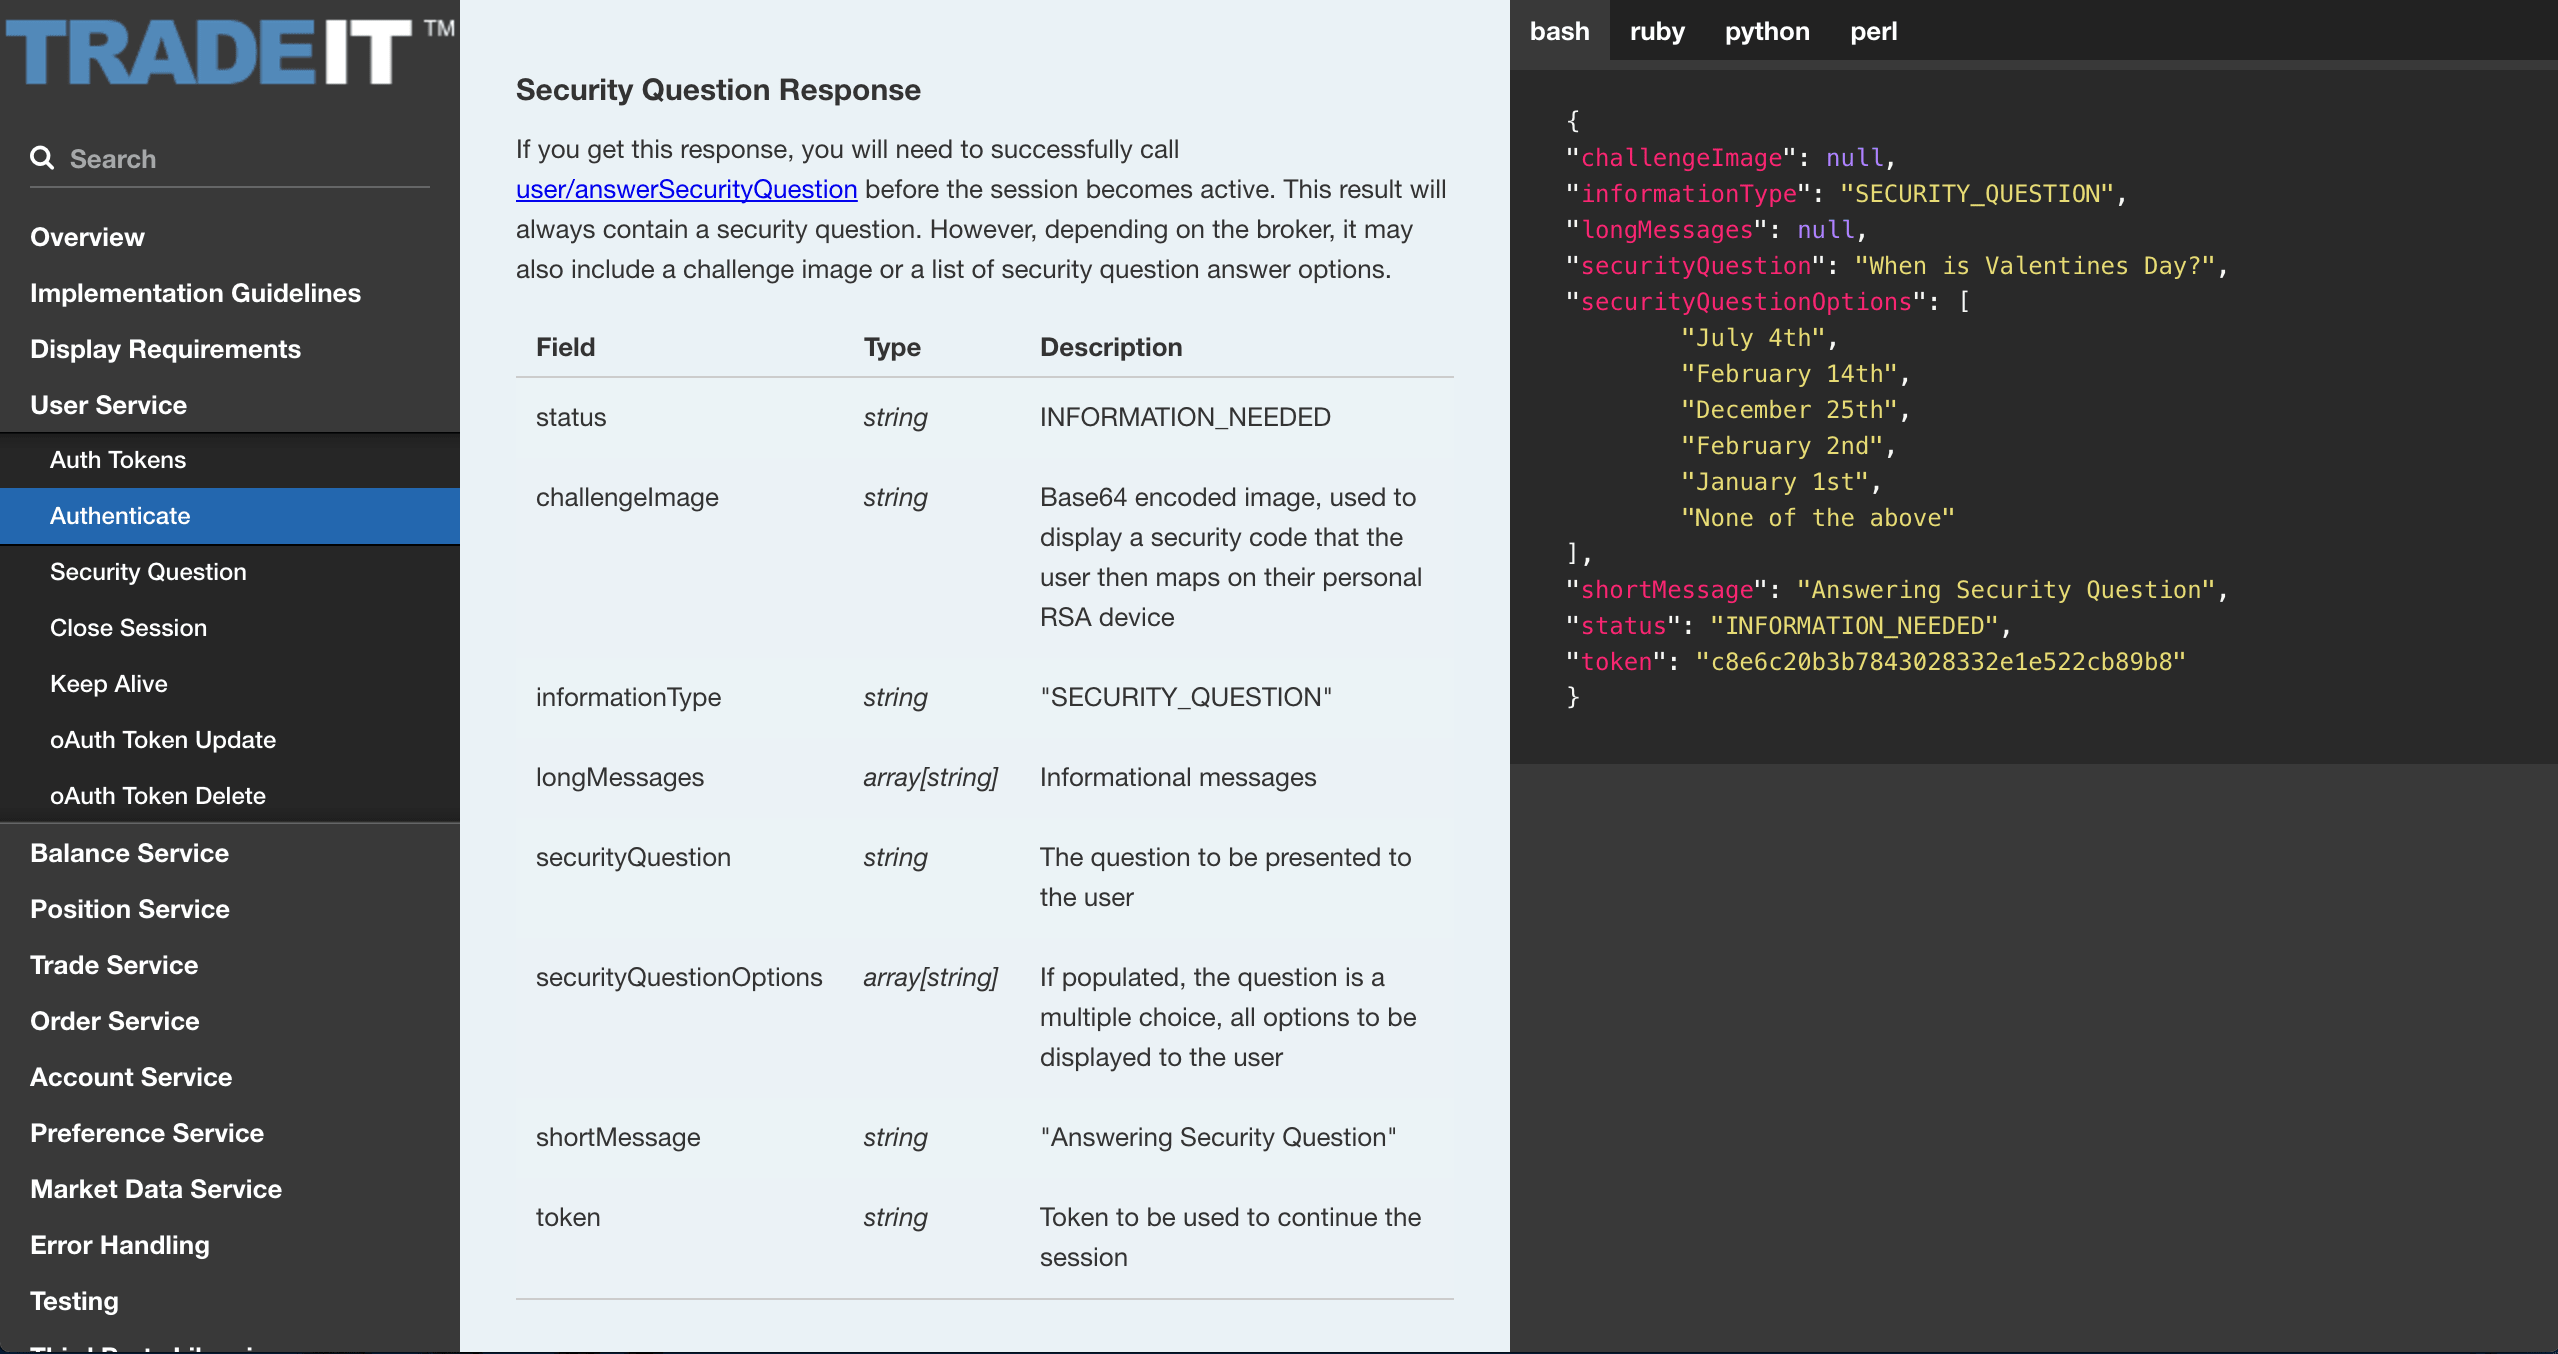 TRADEIT™
Search
Overview
Implementation Guidelines
Display Requirements
User Service
Auth Tokens
Authenticate
Security Question
Close Session
Keep Alive
oAuth Token Update
oAuth Token Delete
Balance Service
Position Service
Trade Service
Order Service
Account Service
Preference Service
Market Data Service
Error Handling
Testing
Security Question Response
If you get this response, you will need to successfully call
user/answerSecurityQuestion before the session becomes active. This result will
always contain a security question. However, depending on the broker, it may
also include a challenge image or a list of security question answer options.
Field Type Description
status string INFORMATION_NEEDED
challengeImage string Base64 encoded image, used to
display a security code that the
user then maps on their personal
RSA device
informationType string "SECURITY_QUESTION"
longMessages array[string] Informational messages
securityQuestion string The question to be presented to
the user
securityQuestionOptions array[string] If populated, the question is a
multiple choice, all options to be
displayed to the user
shortMessage string "Answering Security Question"
token string Token to be used to continue the
session
bash ruby python perl
{
"challengeImage": null,
"informationType": "SECURITY_QUESTION",
"longMessages": null,
"securityQuestion": "When is Valentines Day?",
"securityQuestionOptions": [
"July 4th",
"February 14th",
"December 25th",
"February 2nd",
"January 1st",
"None of the above"
],
"shortMessage": "Answering Security Question",
"status": "INFORMATION_NEEDED",
"token": "c8e6c20b3b7843028332e1e522cb89b8"
}